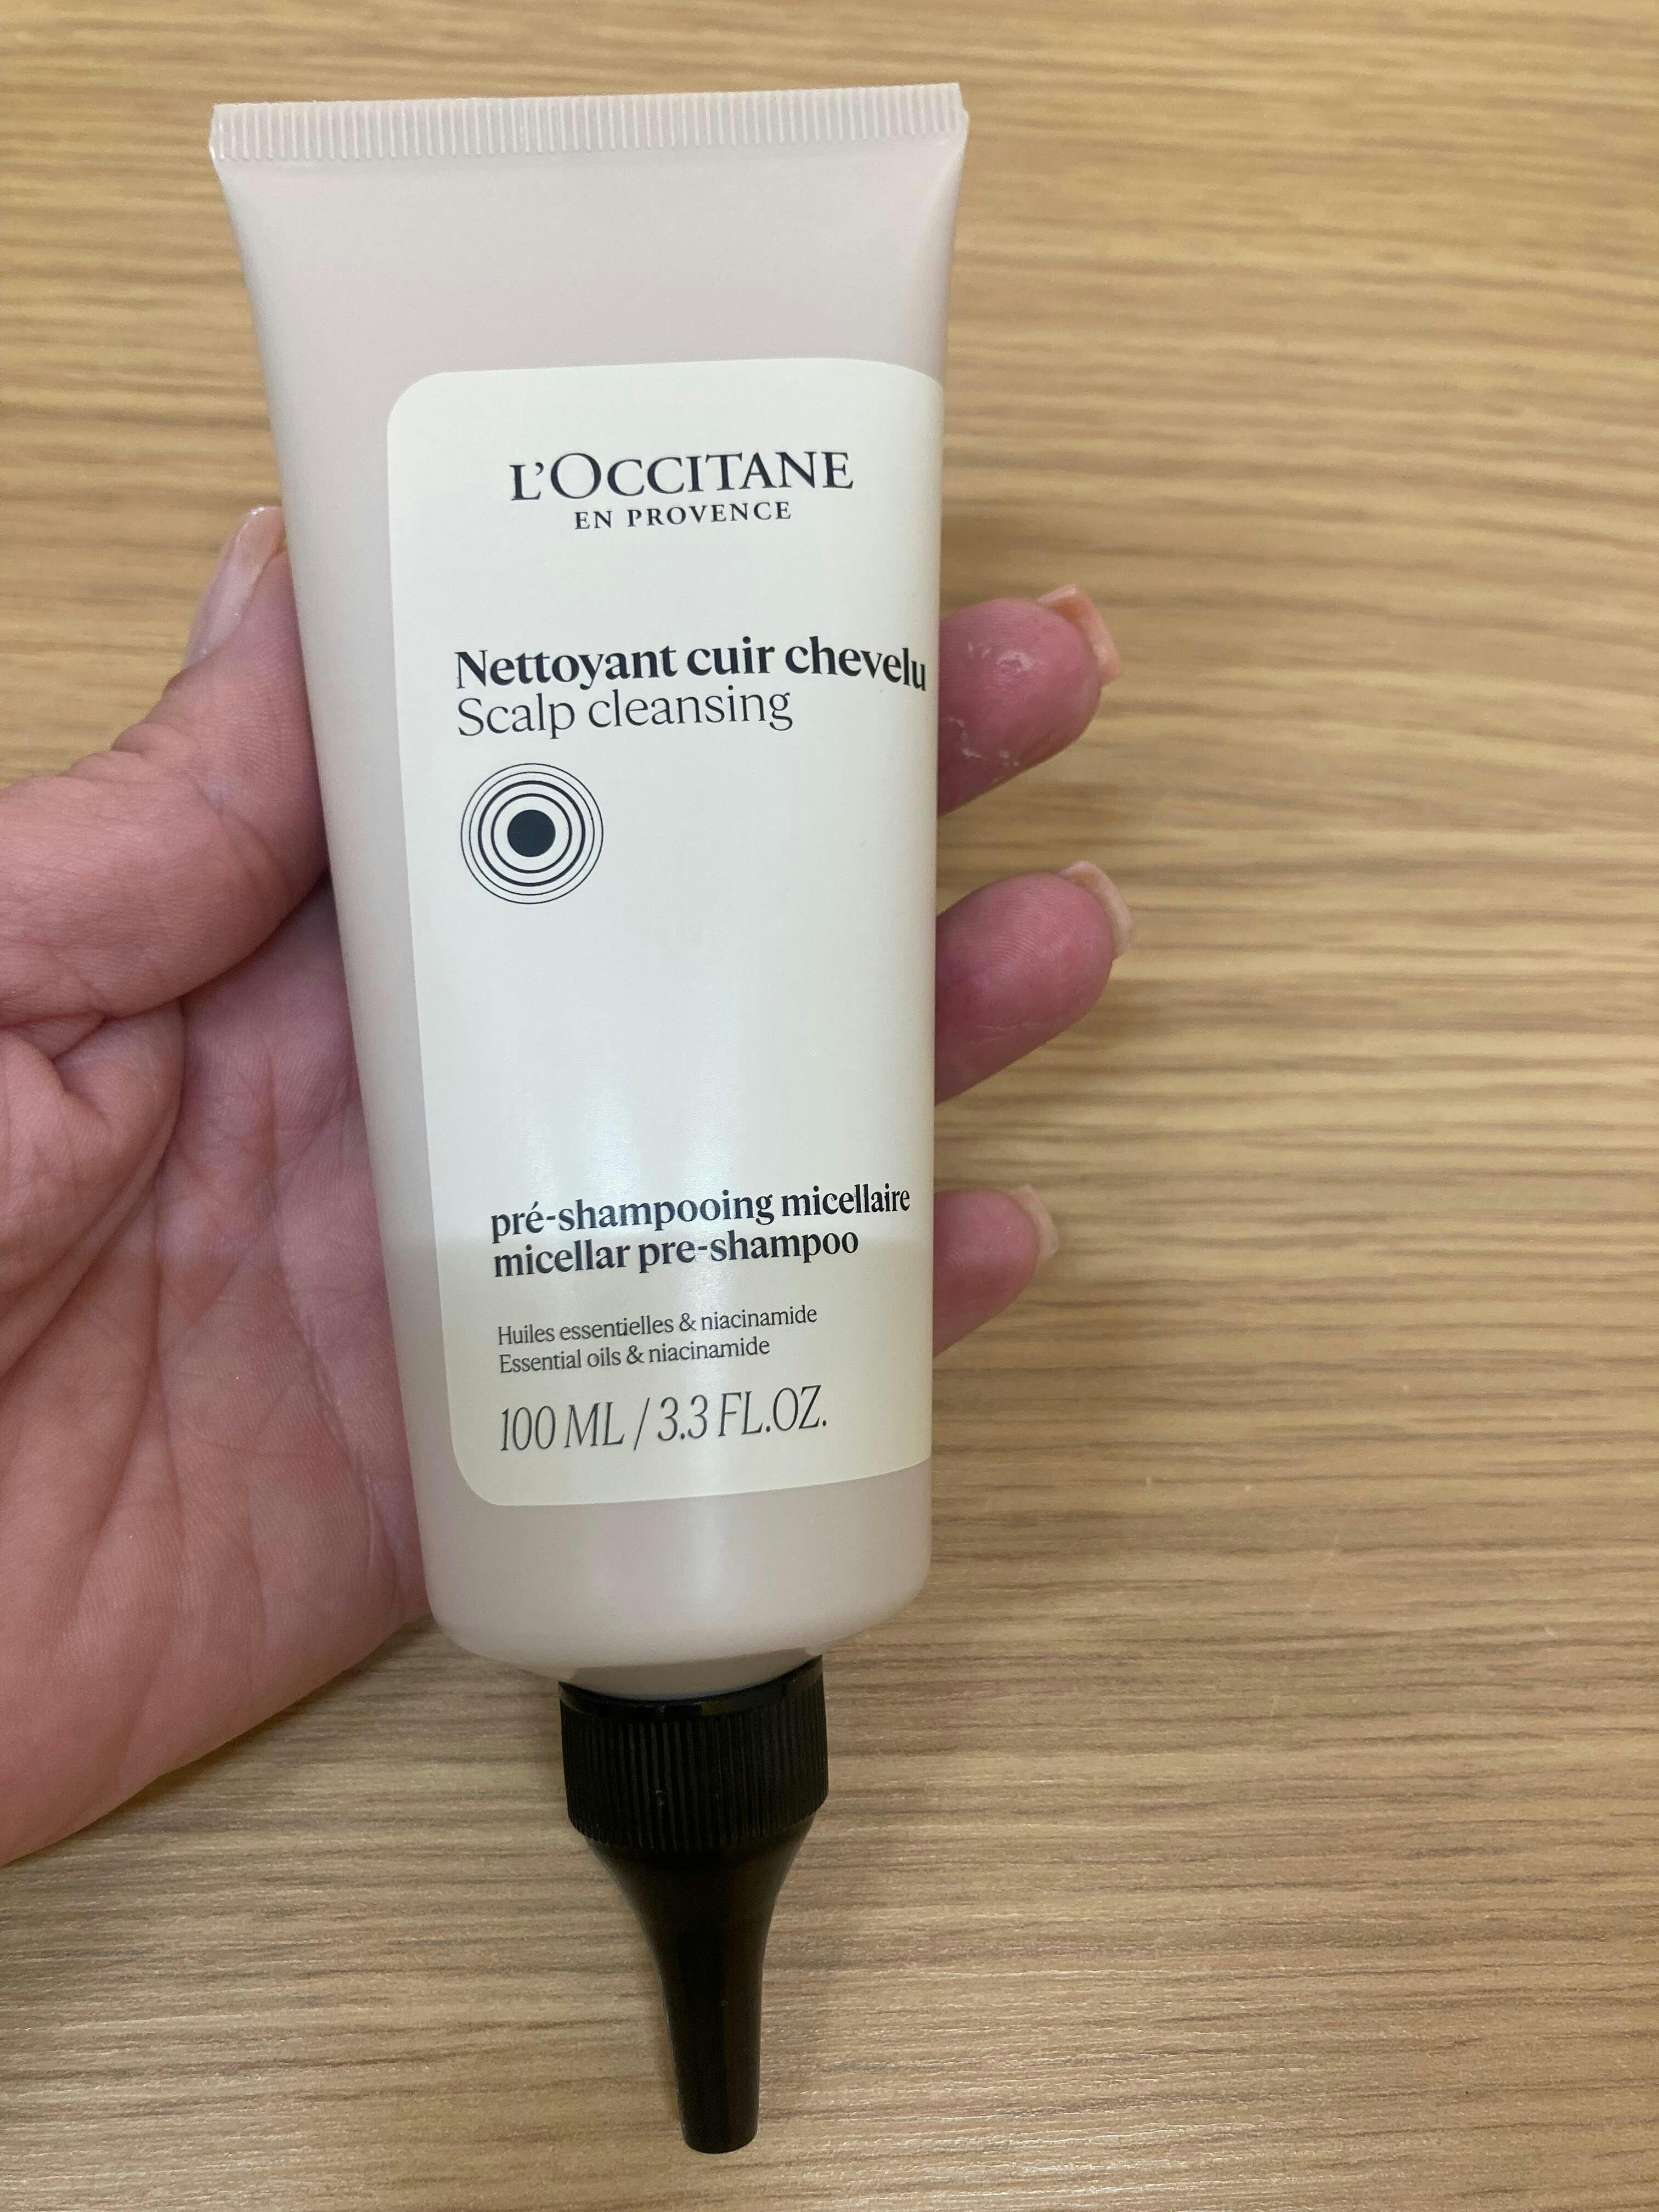 L'OCCITANE
EN PROVENCE
Nettoyant cuir chevelu
Scalp cleansing
pré-shampooing micellaire
micellar pre-shampoo
Huiles essentielles & niacinamide
Essential oils & niacinamide
100 ML / 3.3 FL.OZ.